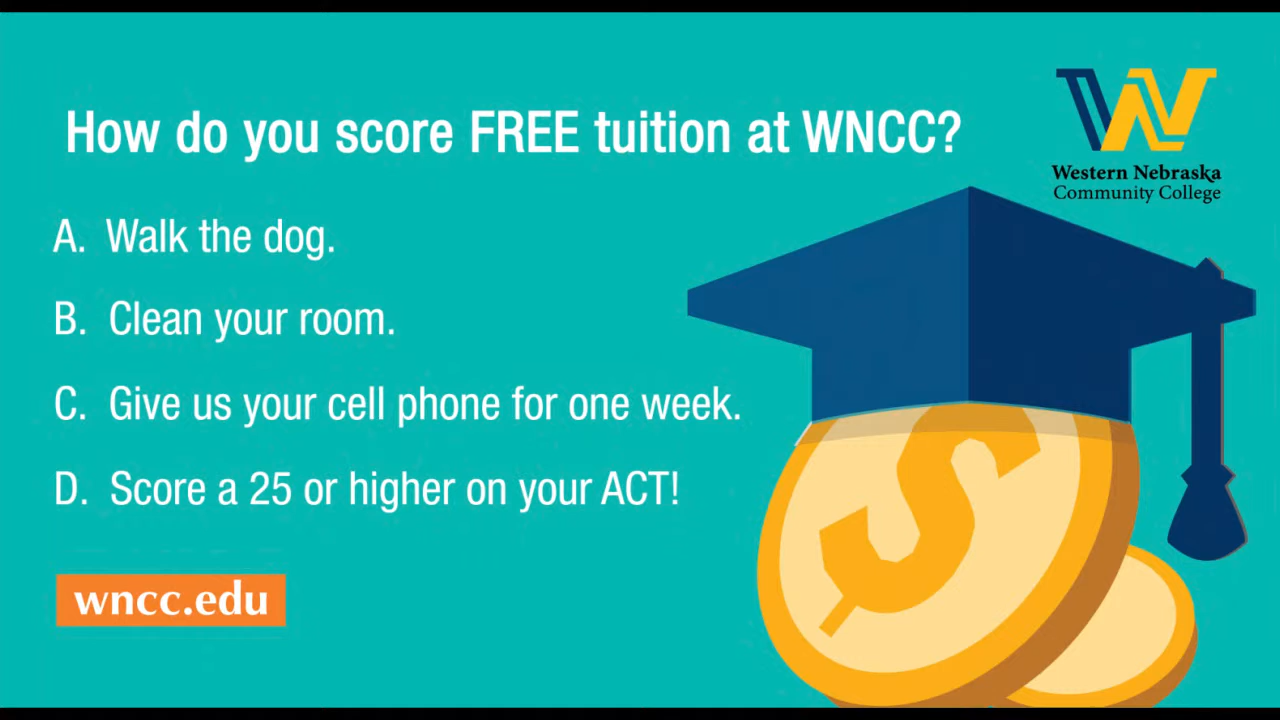 How do you score FREE tuition at WNCC?
Western Nebraska
Community College
A. Walk the dog.
B. Clean your room.
C. Give us your cell phone for one week.
D. Score a 25 or higher on your ACT!
wncc.edu